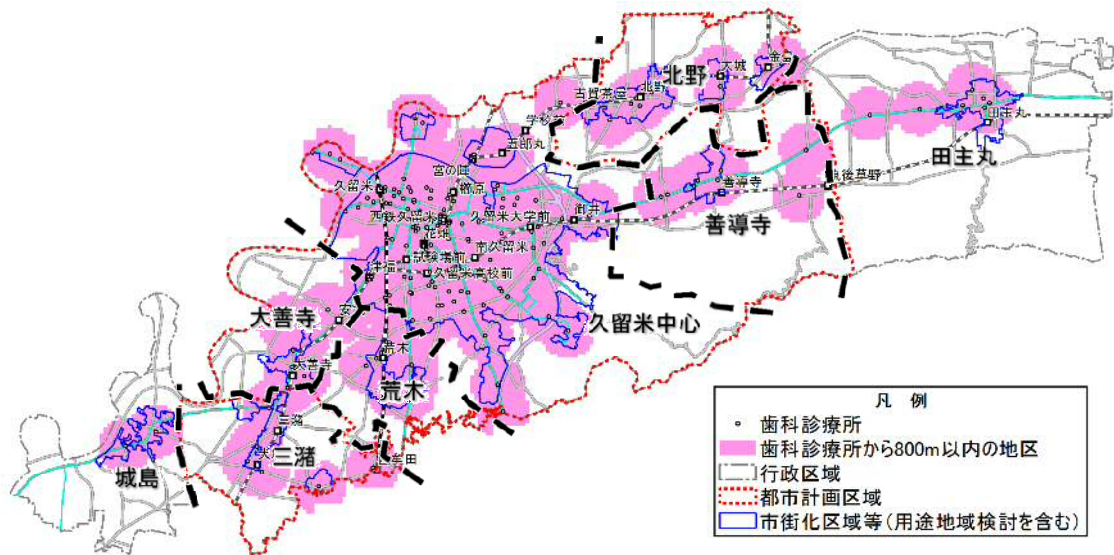 北野
大城
金島
古賀茶屋
北野
学校前
五郎丸
田主丸
田主丸
宮の陣
久留米
櫛原
善導寺
筑後草野
西鉄久留米
久留米大学前
御井
善導寺
花畑
試験場前
南久留米
津福
久留米高校前
久留米中心
大善寺
安武
大善寺
荒木
荒木
三潴
三潴
犬塚
城島
凡 例
歯科診療所
歯科診療所から800m以内の地区
行政区域
都市計画区域
市街化区域等(用途地域検討を含む)